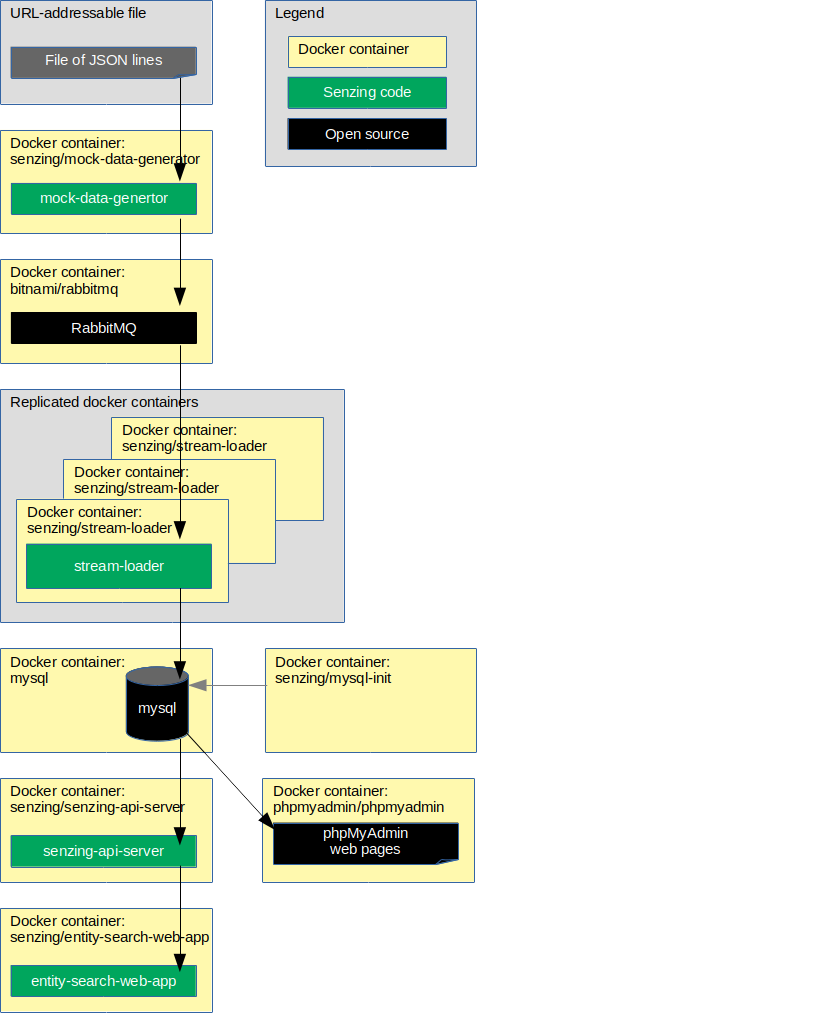 URL-addressable file
File of JSON lines
Legend
Docker container
Senzing code
Open source
Docker container:
senzing/mock-data-generator
mock-data-genertor
Docker container:
bitnami/rabbitmq
RabbitMQ
Replicated docker containers
Docker container:
senzing/stream-loader
Docker container:
senzing/stream-loader
Docker container:
senzing/stream-loader
stream-loader
Docker container:
mysql
mysql
Docker container:
senzing/mysql-init
Docker container:
senzing/senzing-api-server
senzing-api-server
Docker container:
phpmyadmin/phpmyadmin
phpMyAdmin
web pages
Docker container:
senzing/entity-search-web-app
entity-search-web-app